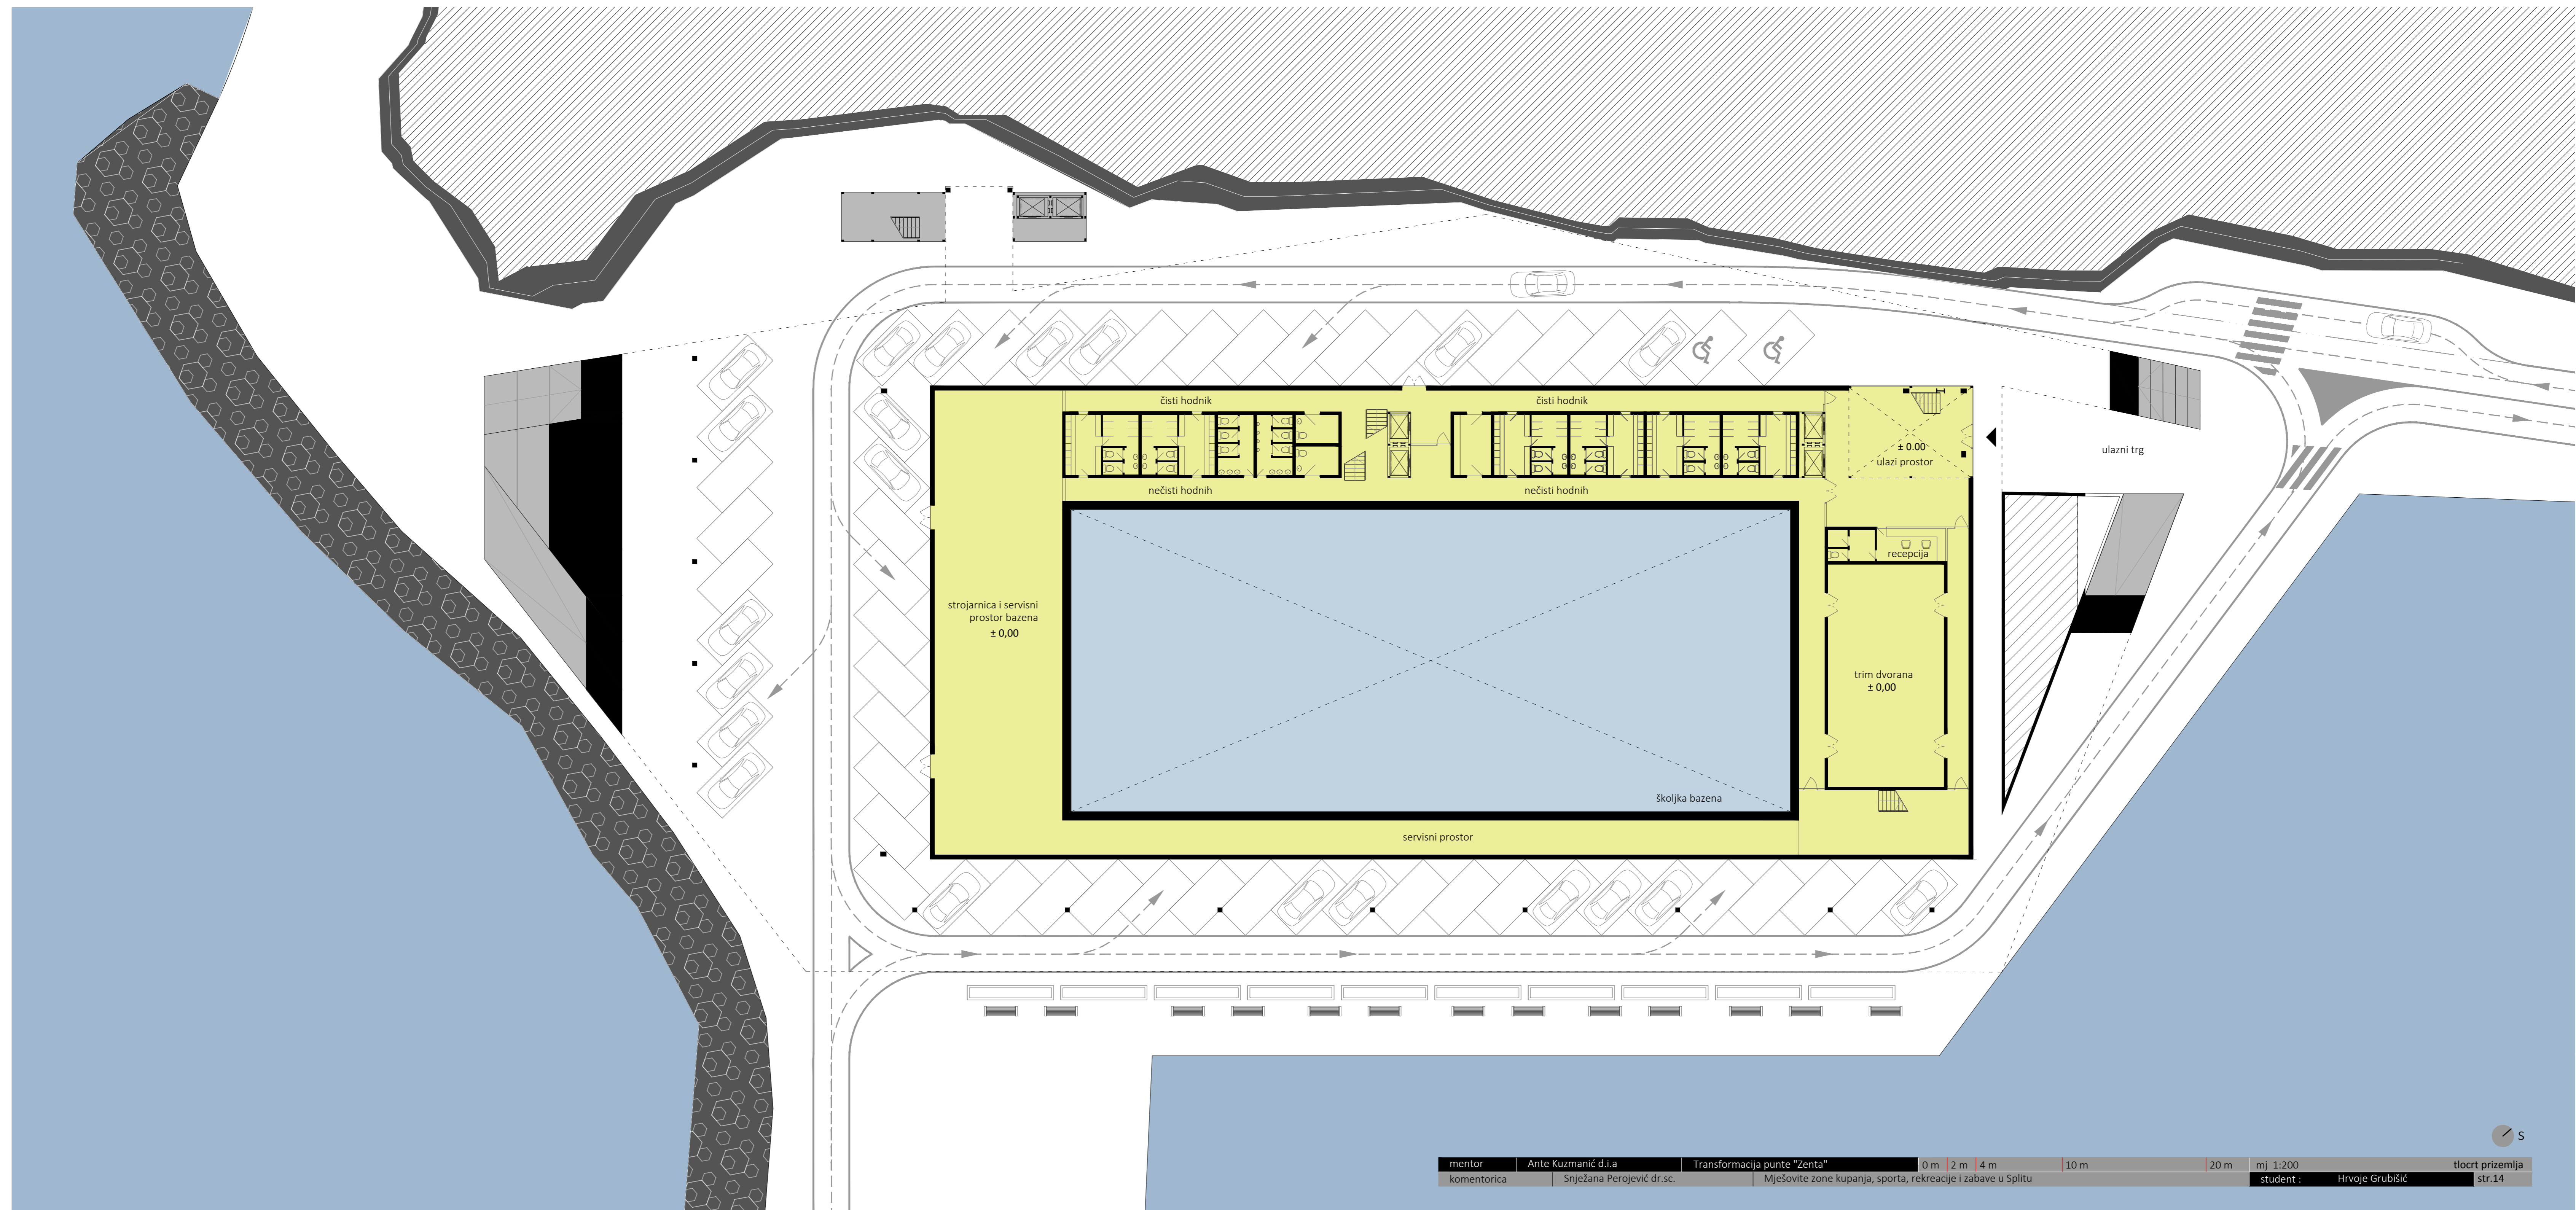 čisti hodnik
čisti hodnik
± 0.00
ulazi prostor
ulazni trg
nečisti hodnik
nečisti hodnik
recepcija
strojarnica i servisni
prostor bazena
± 0,00
trim dvorana
± 0,00
školjka bazena
servisni prostor
S
mentor Ante Kuzmanić d.i.a Transformacija punte "Zenta" 0 m 2 m 4 m 10 m 20 m mj 1:200 tlocrt prizemlja
komentorica Snježana Perojević dr.sc. Mješovite zone kupanja, sporta, rekreacije i zabave u Splitu student : Hrvoje Grubišić str.14